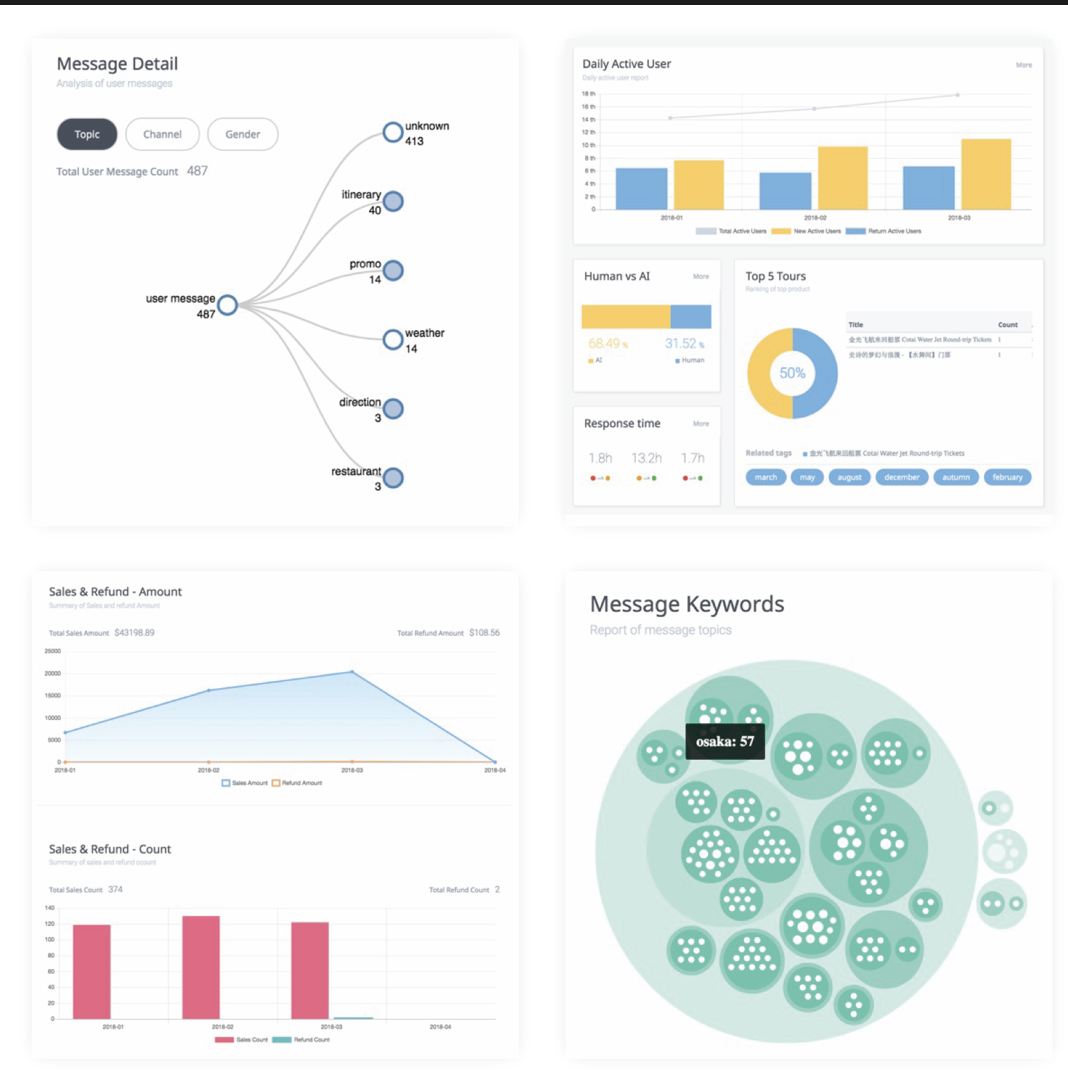 Message Detail
Analysis of user messages
Topic
Channel
Gender
Total User Message Count 487
unknown
413
itinerary
40
promo
14
user message
487
weather
14
direction
3
restaurant
3
Daily Active User
More
Daily active user report
18 th
16 th
14 th
12 th
10 th
8 th
6 th
4 th
2 th
0
2018-01
2018-02
2018-03
Total Active Users
New Active Users
Return Active Users
Human vs AI
More
68.49 %
31.52 %
AI
Human
Response time
More
1.8h
13.2h
1.7h
Top 5 Tours
Ranking of top product
Title
Count
金光飞航来回船票 Cotai Water Jet Round-trip Tickets 1
史诗的梦幻与浪漫 - 【水舞间】门票 1
50%
Related tags
金光飞航来回船票 Cotai Water Jet Round-trip Tickets
march
may
august
december
autumn
february
Sales & Refund - Amount
Summary of Sales and refund Amount
Total Sales Amount $43198.89
Total Refund Amount $108.56
25000
20000
15000
10000
5000
0
2018-01
2018-02
2018-03
2018-04
Sales Amount
Refund Amount
Sales & Refund - Count
Summary of sales and refund ocount
Total Sales Count 374
Total Refund Count 2
140
120
100
80
60
40
20
0
2018-01
2018-02
2018-03
2018-04
Sales Count
Refund Count
Message Keywords
Report of message topics
osaka: 57